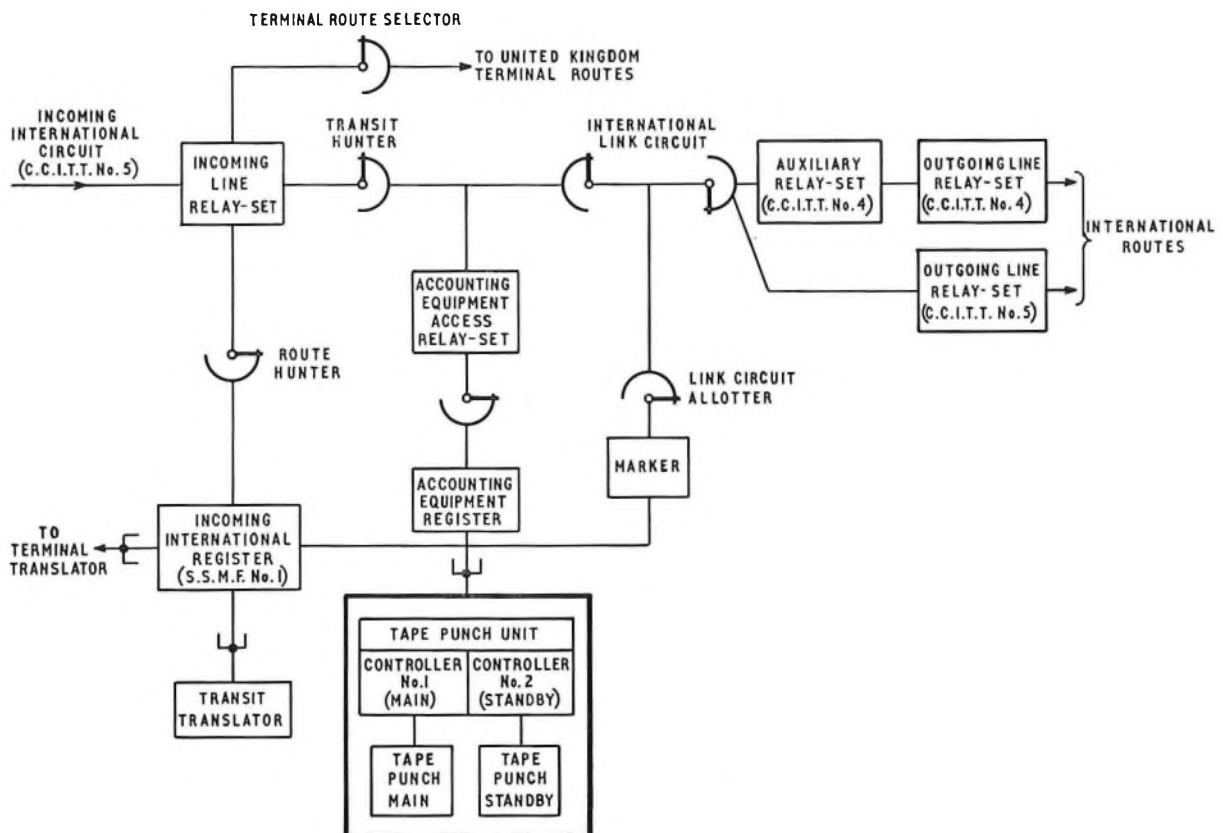 TERMINAL ROUTE SELECTOR
TO UNITED KINGDOM
TERMINAL ROUTES
INCOMING
INTERNATIONAL
CIRCUIT
(C.C.I.T.T. No. 5)
INCOMING
LINE
RELAY-SET
TRANSIT
HUNTER
INTERNATIONAL
LINK CIRCUIT
AUXILIARY
RELAY-SET
(C.C.I.T.T. No. 4)
OUTGOING LINE
RELAY-SET
(C.C.I.T.T. No. 4)
INTERNATIONAL
ROUTES
OUTGOING LINE
RELAY-SET
(C.C.I.T.T. No. 5)
ACCOUNTING
EQUIPMENT
ACCESS
RELAY-SET
ROUTE
HUNTER
LINK CIRCUIT
ALLOTTER
MARKER
ACCOUNTING
EQUIPMENT
REGISTER
TO
TERMINAL
TRANSLATOR
INCOMING
INTERNATIONAL
REGISTER
(S.S.M.F. No. 1)
TRANSIT
TRANSLATOR
TAPE PUNCH UNIT
CONTROLLER
No. 1
(MAIN)
CONTROLLER
No. 2
(STANDBY)
TAPE
PUNCH
MAIN
TAPE
PUNCH
STANDBY